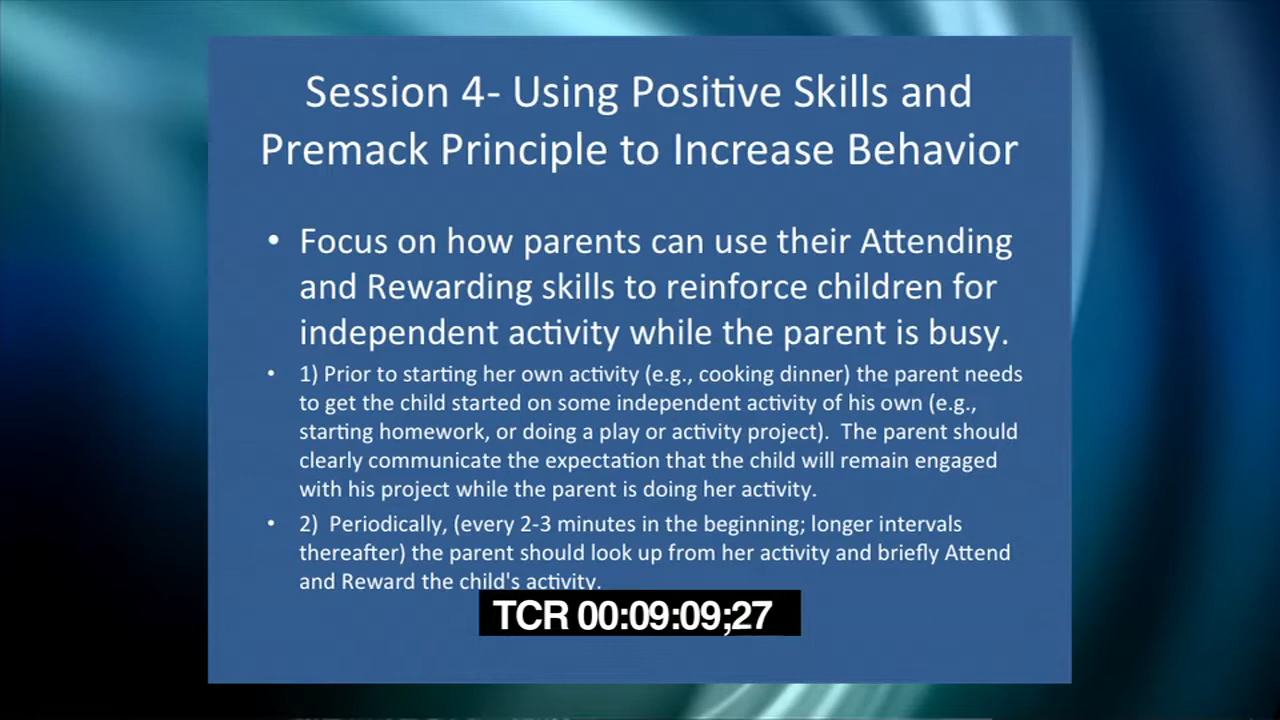 Session 4- Using Positive Skills and
Premack Principle to Increase Behavior
• Focus on how parents can use their Attending
and Rewarding skills to reinforce children for
independent activity while the parent is busy.
• 1) Prior to starting her own activity (e.g., cooking dinner) the parent needs
to get the child started on some independent activity of his own (e.g.,
starting homework, or doing a play or activity project).  The parent should
clearly communicate the expectation that the child will remain engaged
with his project while the parent is doing her activity.
• 2)  Periodically, (every 2-3 minutes in the beginning; longer intervals
thereafter) the parent should look up from her activity and briefly Attend
and Reward the child's activity.
TCR 00:09:09;27